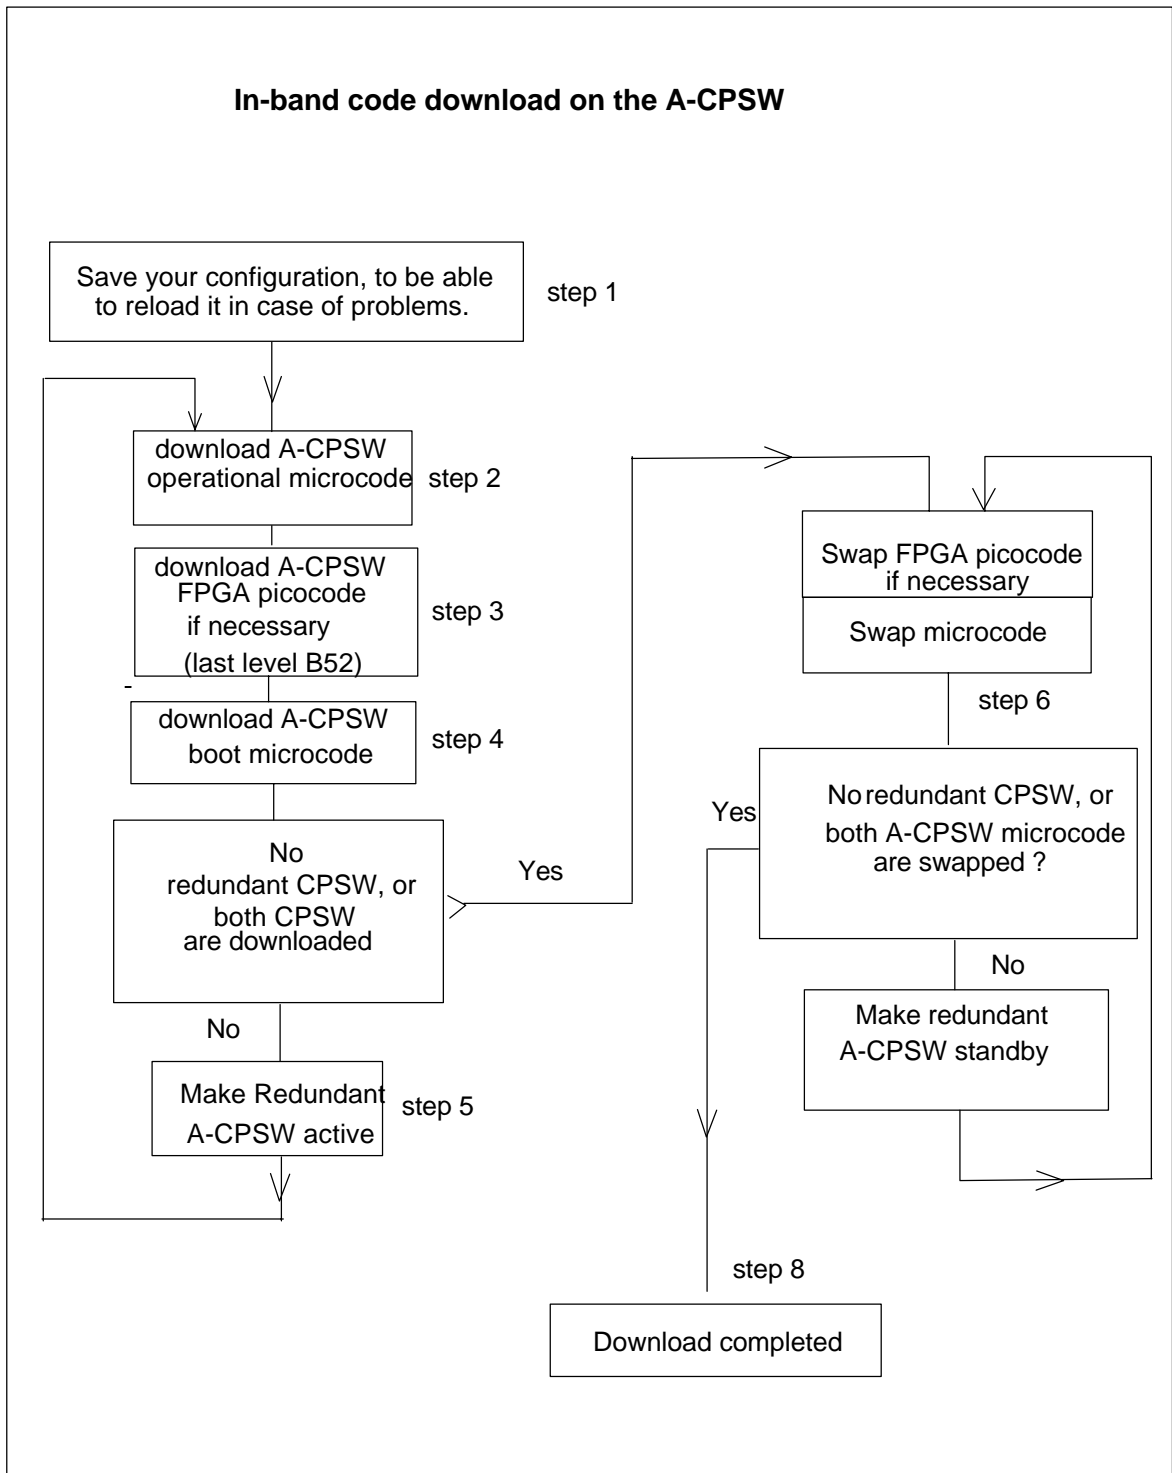 In-band code download on the A-CPSW
Save your configuration, to be able
to reload it in case of problems.
step 1
download A-CPSW
operational microcode
step 2
download A-CPSW
FPGA picocode
if necessary
(last level B52)
step 3
-
download A-CPSW
boot microcode
step 4
No
redundant CPSW, or
both CPSW
are downloaded
Yes
No
Make Redundant
A-CPSW active
step 5
Swap FPGA picocode
if necessary
Swap microcode
step 6
No redundant CPSW, or
both A-CPSW microcode
are swapped ?
Yes
No
Make redundant
A-CPSW standby
step 8
Download completed